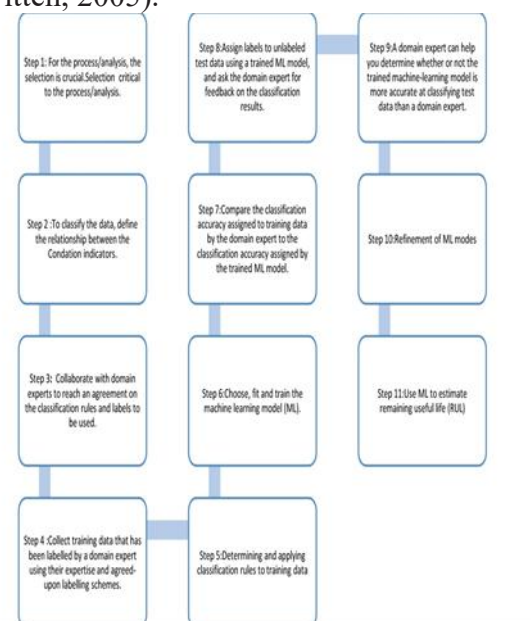 itten, 2005).
Step 1: For the process/analysis, the
selection is crucial.Selection critical
to the process/analysis.
Step 2 :To classify the data, define
the relationship between the
Condation indicators.
Step 3: Collaborate with domain
experts to reach an agreement on
the classification rules and labels to
be used.
Step 4 :Collect training data that has
been labelled by a domain expert
using their expertise and agreed-
upon labelling schemes.
Step 5:Determining and applying
classification rules to training data
Step 6:Choose, fit and train the
machine learning model (ML).
Step 7:Compare the classification
accuracy assigned to training data
by the domain expert to the
classification accuracy assigned by
the trained ML model.
Step 8:Assign labels to unlabeled
test data using a trained ML model,
and ask the domain expert for
feedback on the classification
results.
Step 9:A domain expert can help
you determine whether or not the
trained machine-learning model is
more accurate at classifying test
data than a domain expert.
Step 10:Refinement of ML modes
Step 11:Use ML to estimate
remaining useful life (RUL)